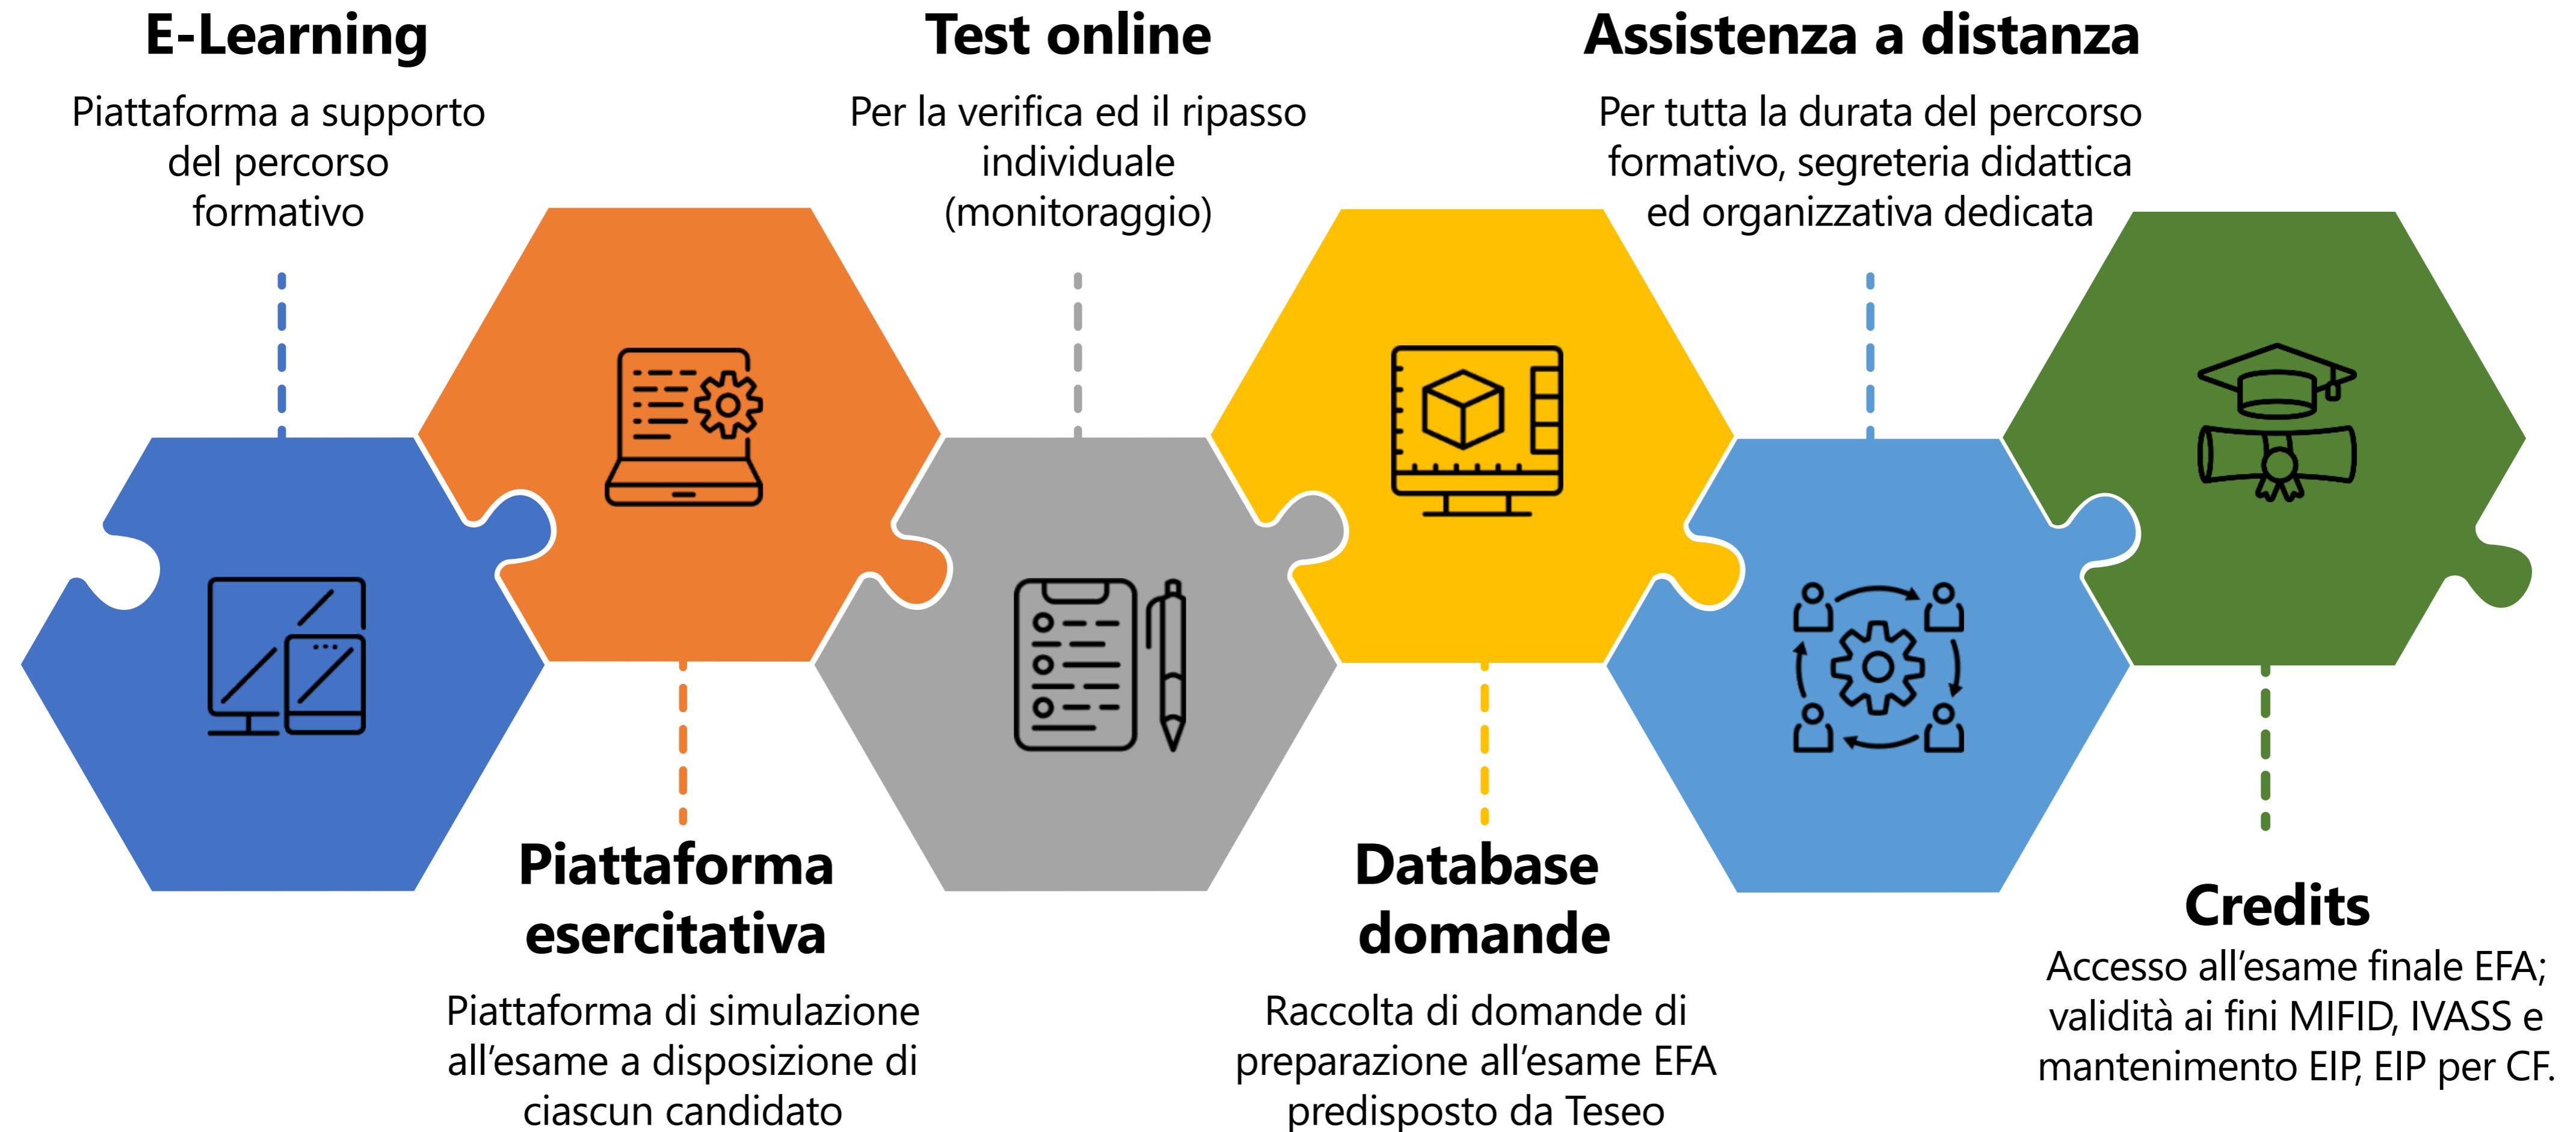 E-Learning
Piattaforma a supporto
del percorso
formativo
Test online
Per la verifica ed il ripasso
individuale
(monitoraggio)
Assistenza a distanza
Per tutta la durata del percorso
formativo, segreteria didattica
ed organizzativa dedicata
Piattaforma
esercitativa
Piattaforma di simulazione
all’esame a disposizione di
ciascun candidato
Database
domande
Raccolta di domande di
preparazione all’esame EFA
predisposto da Teseo
Credits
Accesso all’esame finale EFA;
validità ai fini MIFID, IVASS e
mantenimento EIP, EIP per CF.